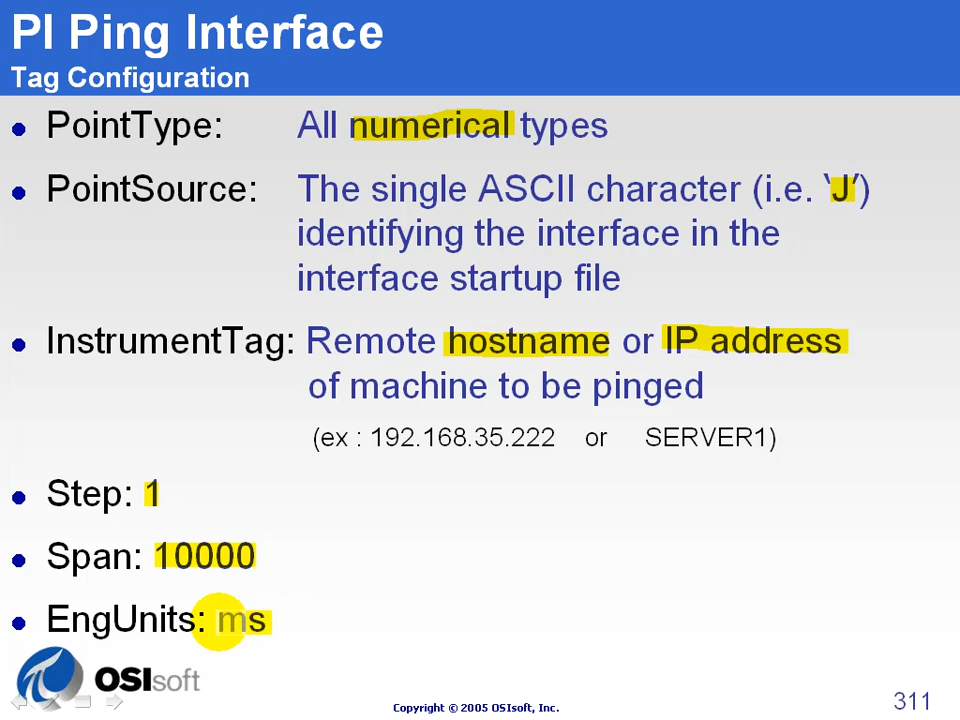 PI Ping Interface
Tag Configuration
PointType: All numerical types
PointSource: The single ASCII character (i.e. ‘J’)
identifying the interface in the
interface startup file
InstrumentTag: Remote hostname or IP address
of machine to be pinged
(ex : 192.168.35.222 or SERVER1)
Step: 1
Span: 10000
EngUnits: ms
OSIsoft
Copyright © 2005 OSIsoft, Inc.
311